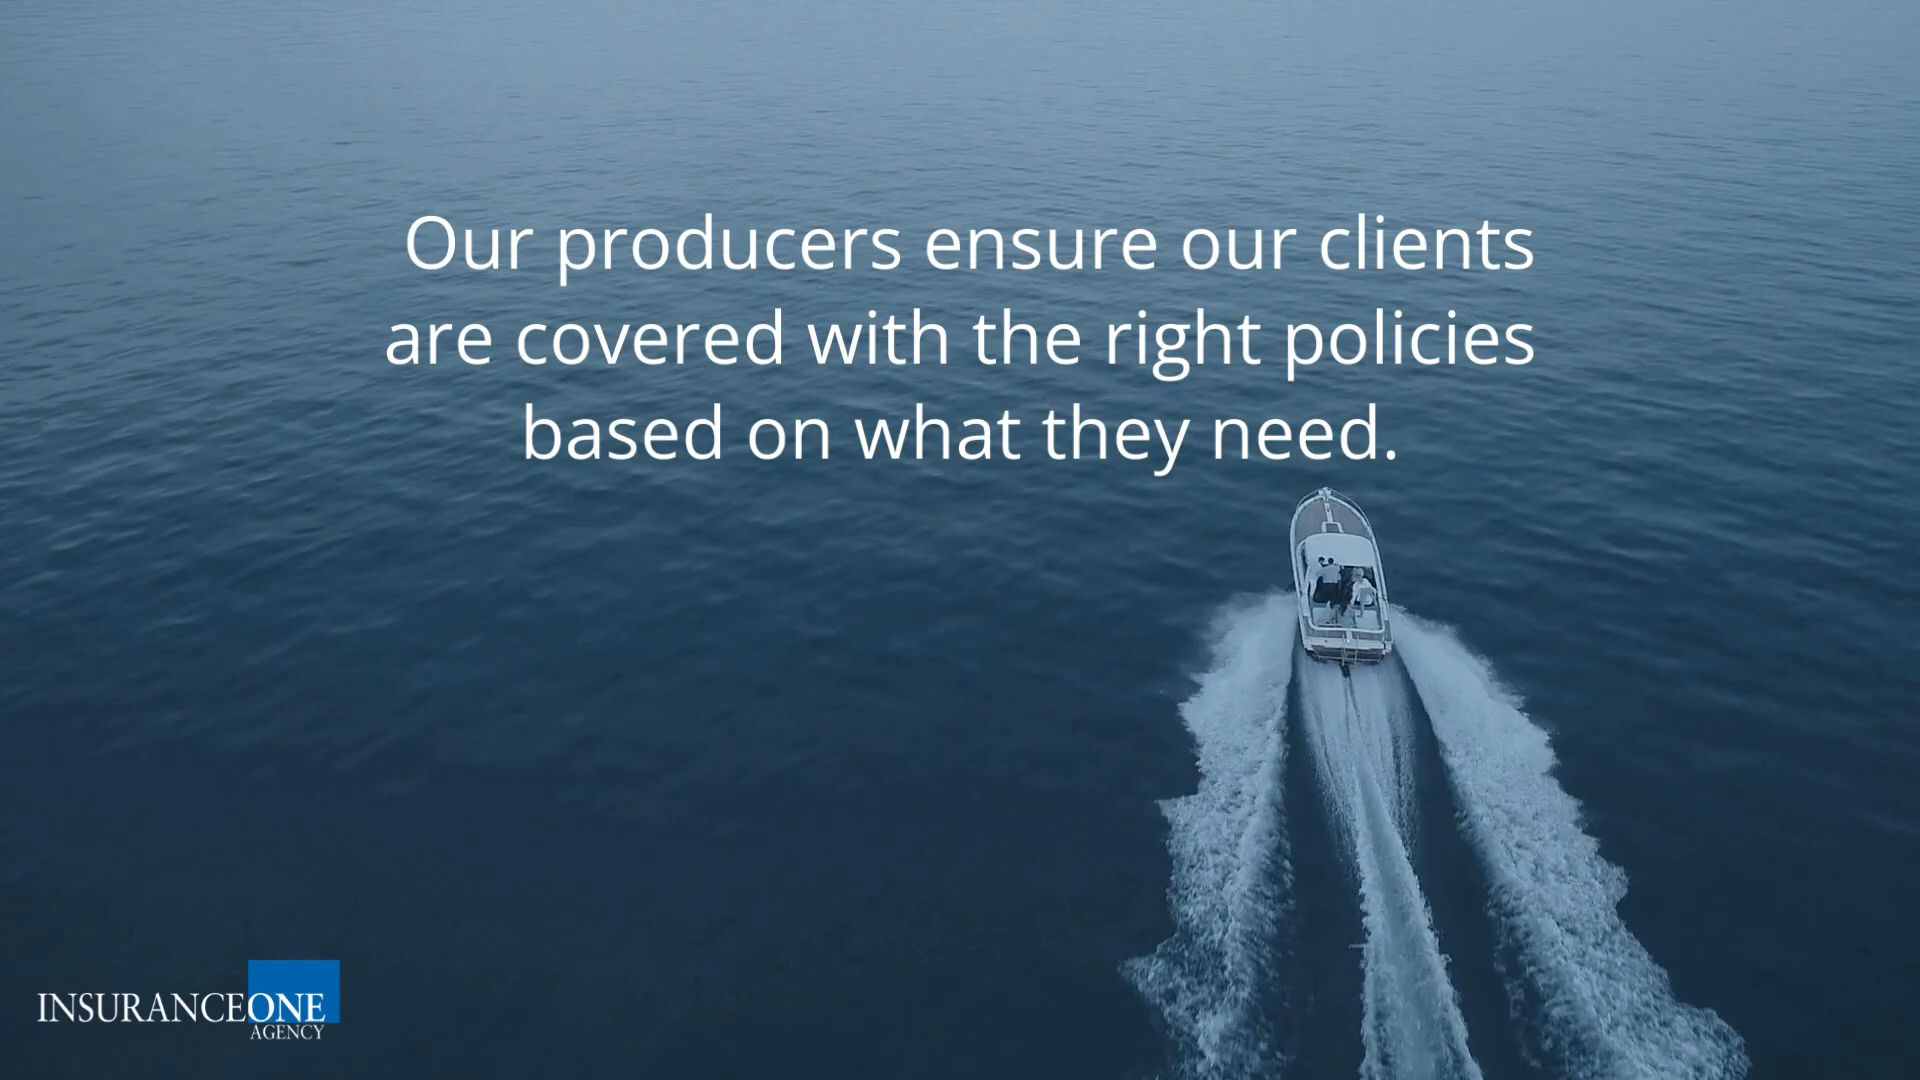 Our producers ensure our clients
are covered with the right policies
based on what they need.
INSURANCEONE
AGENCY